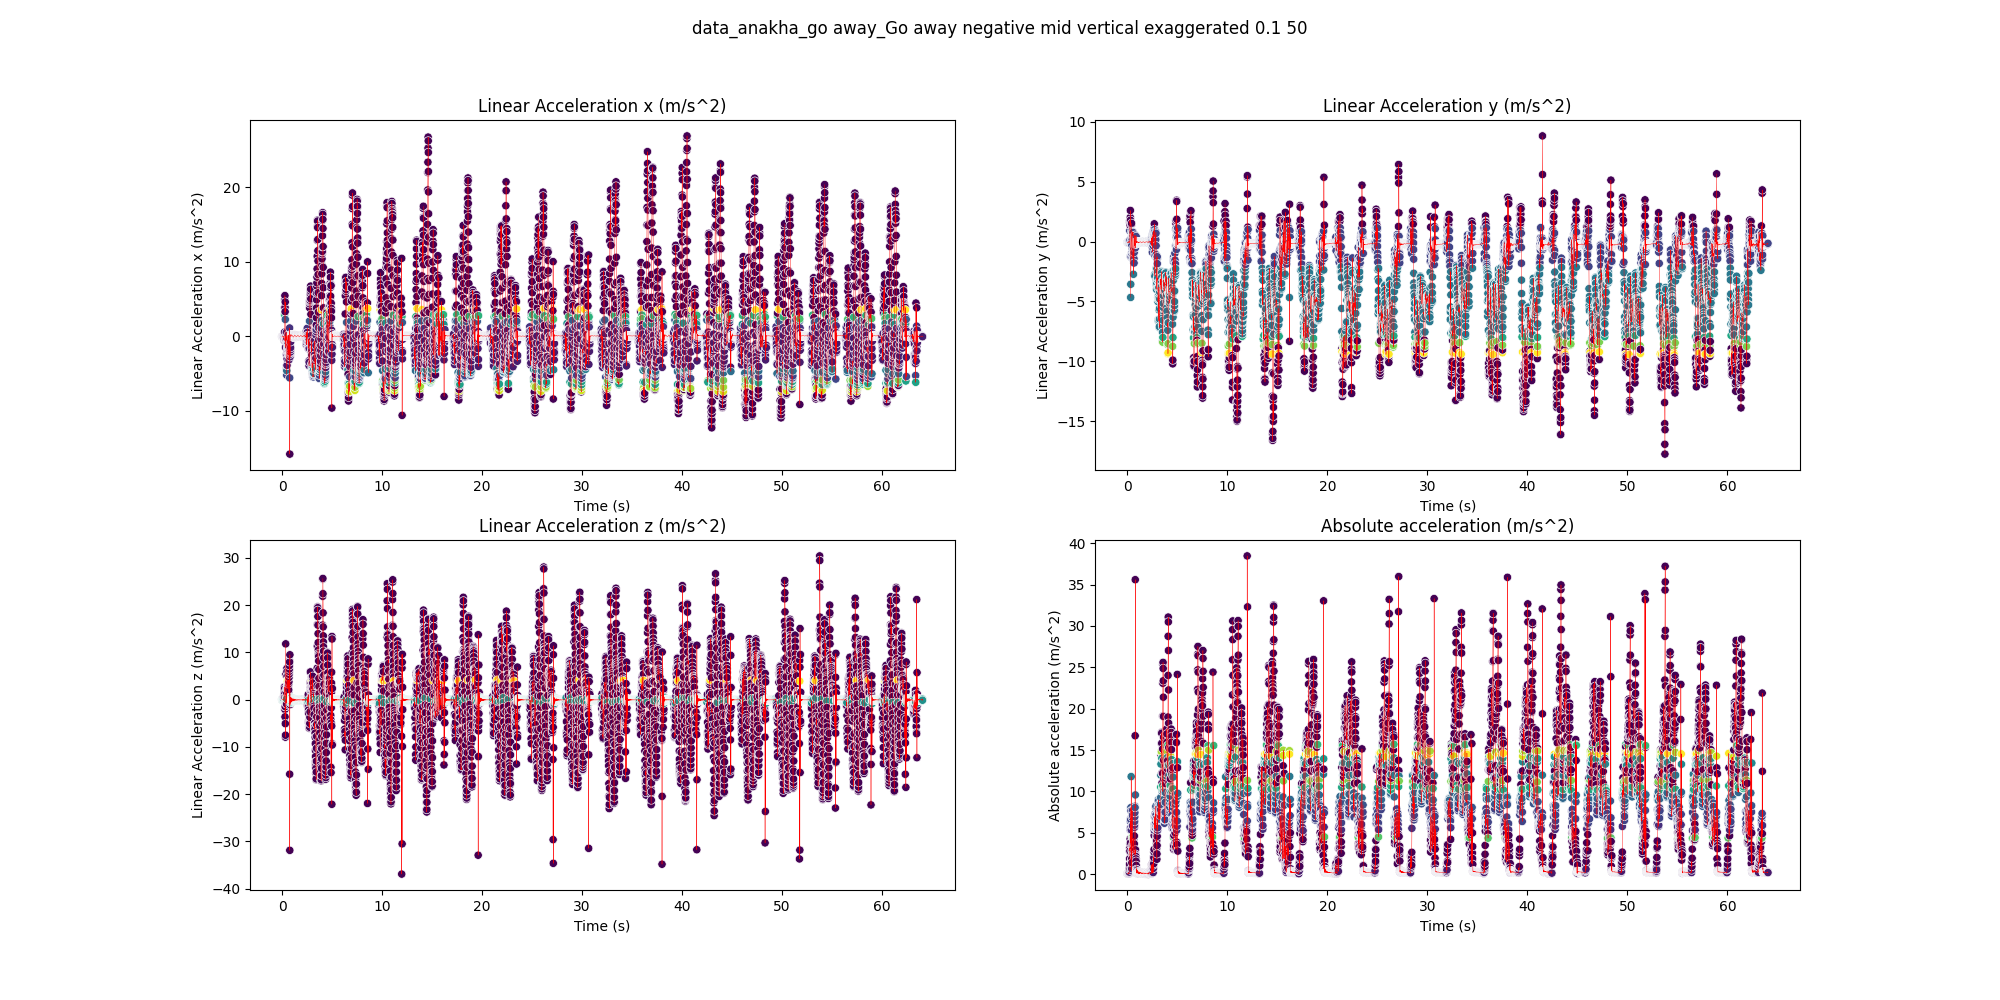 data_anakha_go away_Go away negative mid vertical exaggerated 0.1 50
Linear Acceleration x (m/s^2)
Linear Acceleration x (m/s^2)
20
10
0
−10
0 10 20 30 40 50 60
Time (s)
Linear Acceleration y (m/s^2)
Linear Acceleration y (m/s^2)
10
5
0
−5
−10
−15
0 10 20 30 40 50 60
Time (s)
Linear Acceleration z (m/s^2)
Linear Acceleration z (m/s^2)
30
20
10
0
−10
−20
−30
−40
0 10 20 30 40 50 60
Time (s)
Absolute acceleration (m/s^2)
Absolute acceleration (m/s^2)
40
35
30
25
20
15
10
5
0
0 10 20 30 40 50 60
Time (s)